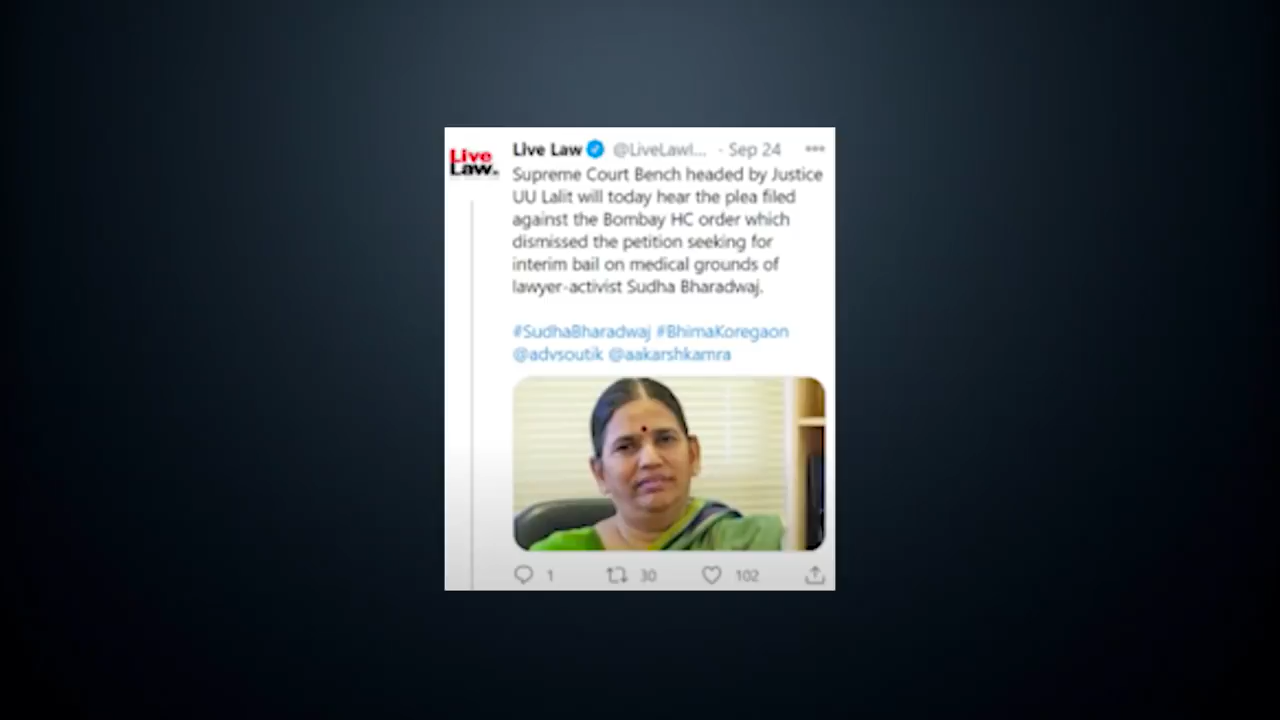 Live Law.
Live Law @LiveLawI... · Sep 24
Supreme Court Bench headed by Justice
UU Lalit will today hear the plea filed
against the Bombay HC order which
dismissed the petition seeking for
interim bail on medical grounds of
lawyer-activist Sudha Bharadwaj.
#SudhaBharadwaj #BhimaKoregaon
@advsoutik @aakarshkamra
1 30 102